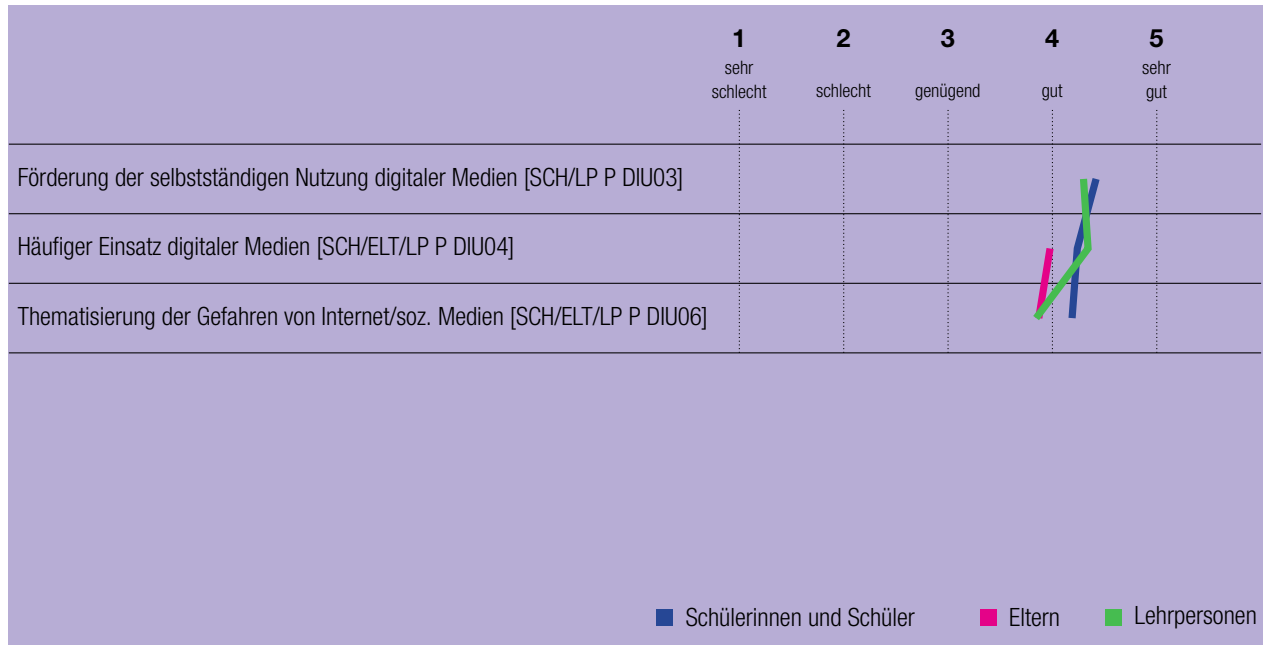 1 2 3 4 5
sehr schlecht schlecht genügend gut sehr gut
Förderung der selbstständigen Nutzung digitaler Medien [SCH/LP P DIU03]
Häufiger Einsatz digitaler Medien [SCH/ELT/LP P DIU04]
Thematisierung der Gefahren von Internet/soz. Medien [SCH/ELT/LP P DIU06]
Schülerinnen und Schüler Eltern Lehrpersonen